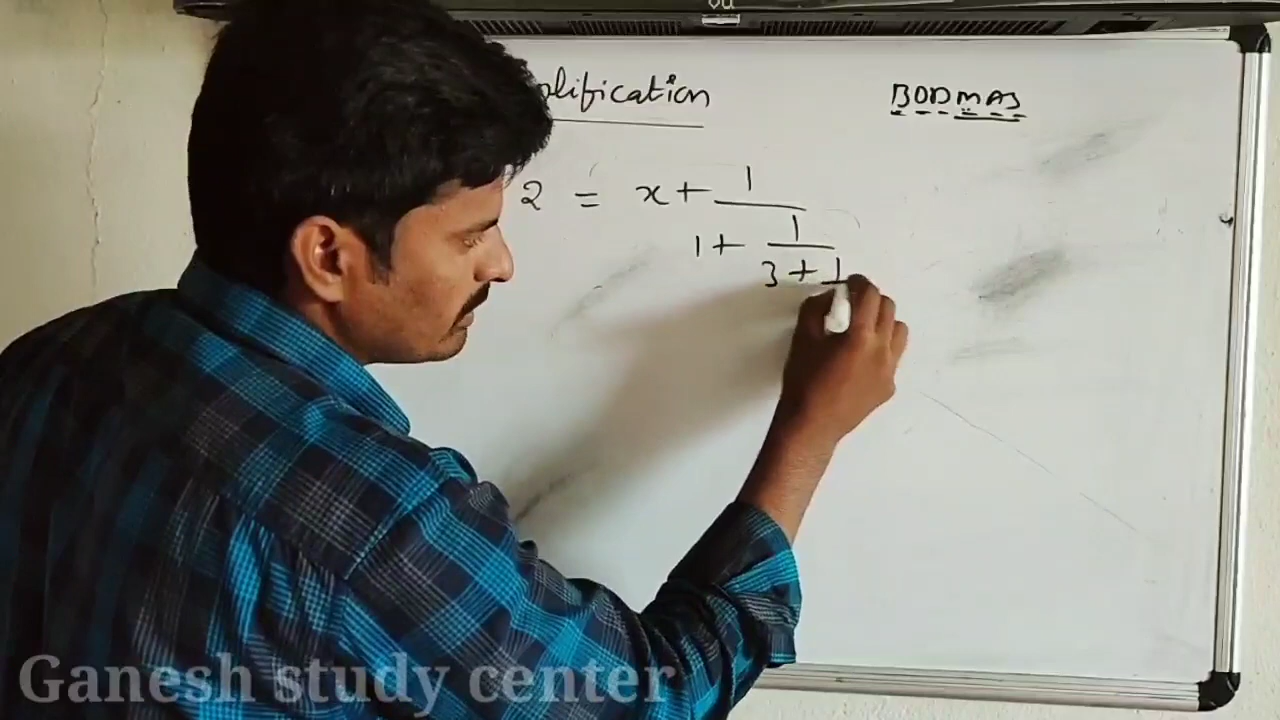 plification
BODMAS
2 = x + 1
1 + 1
3 + 1
Ganesh study center